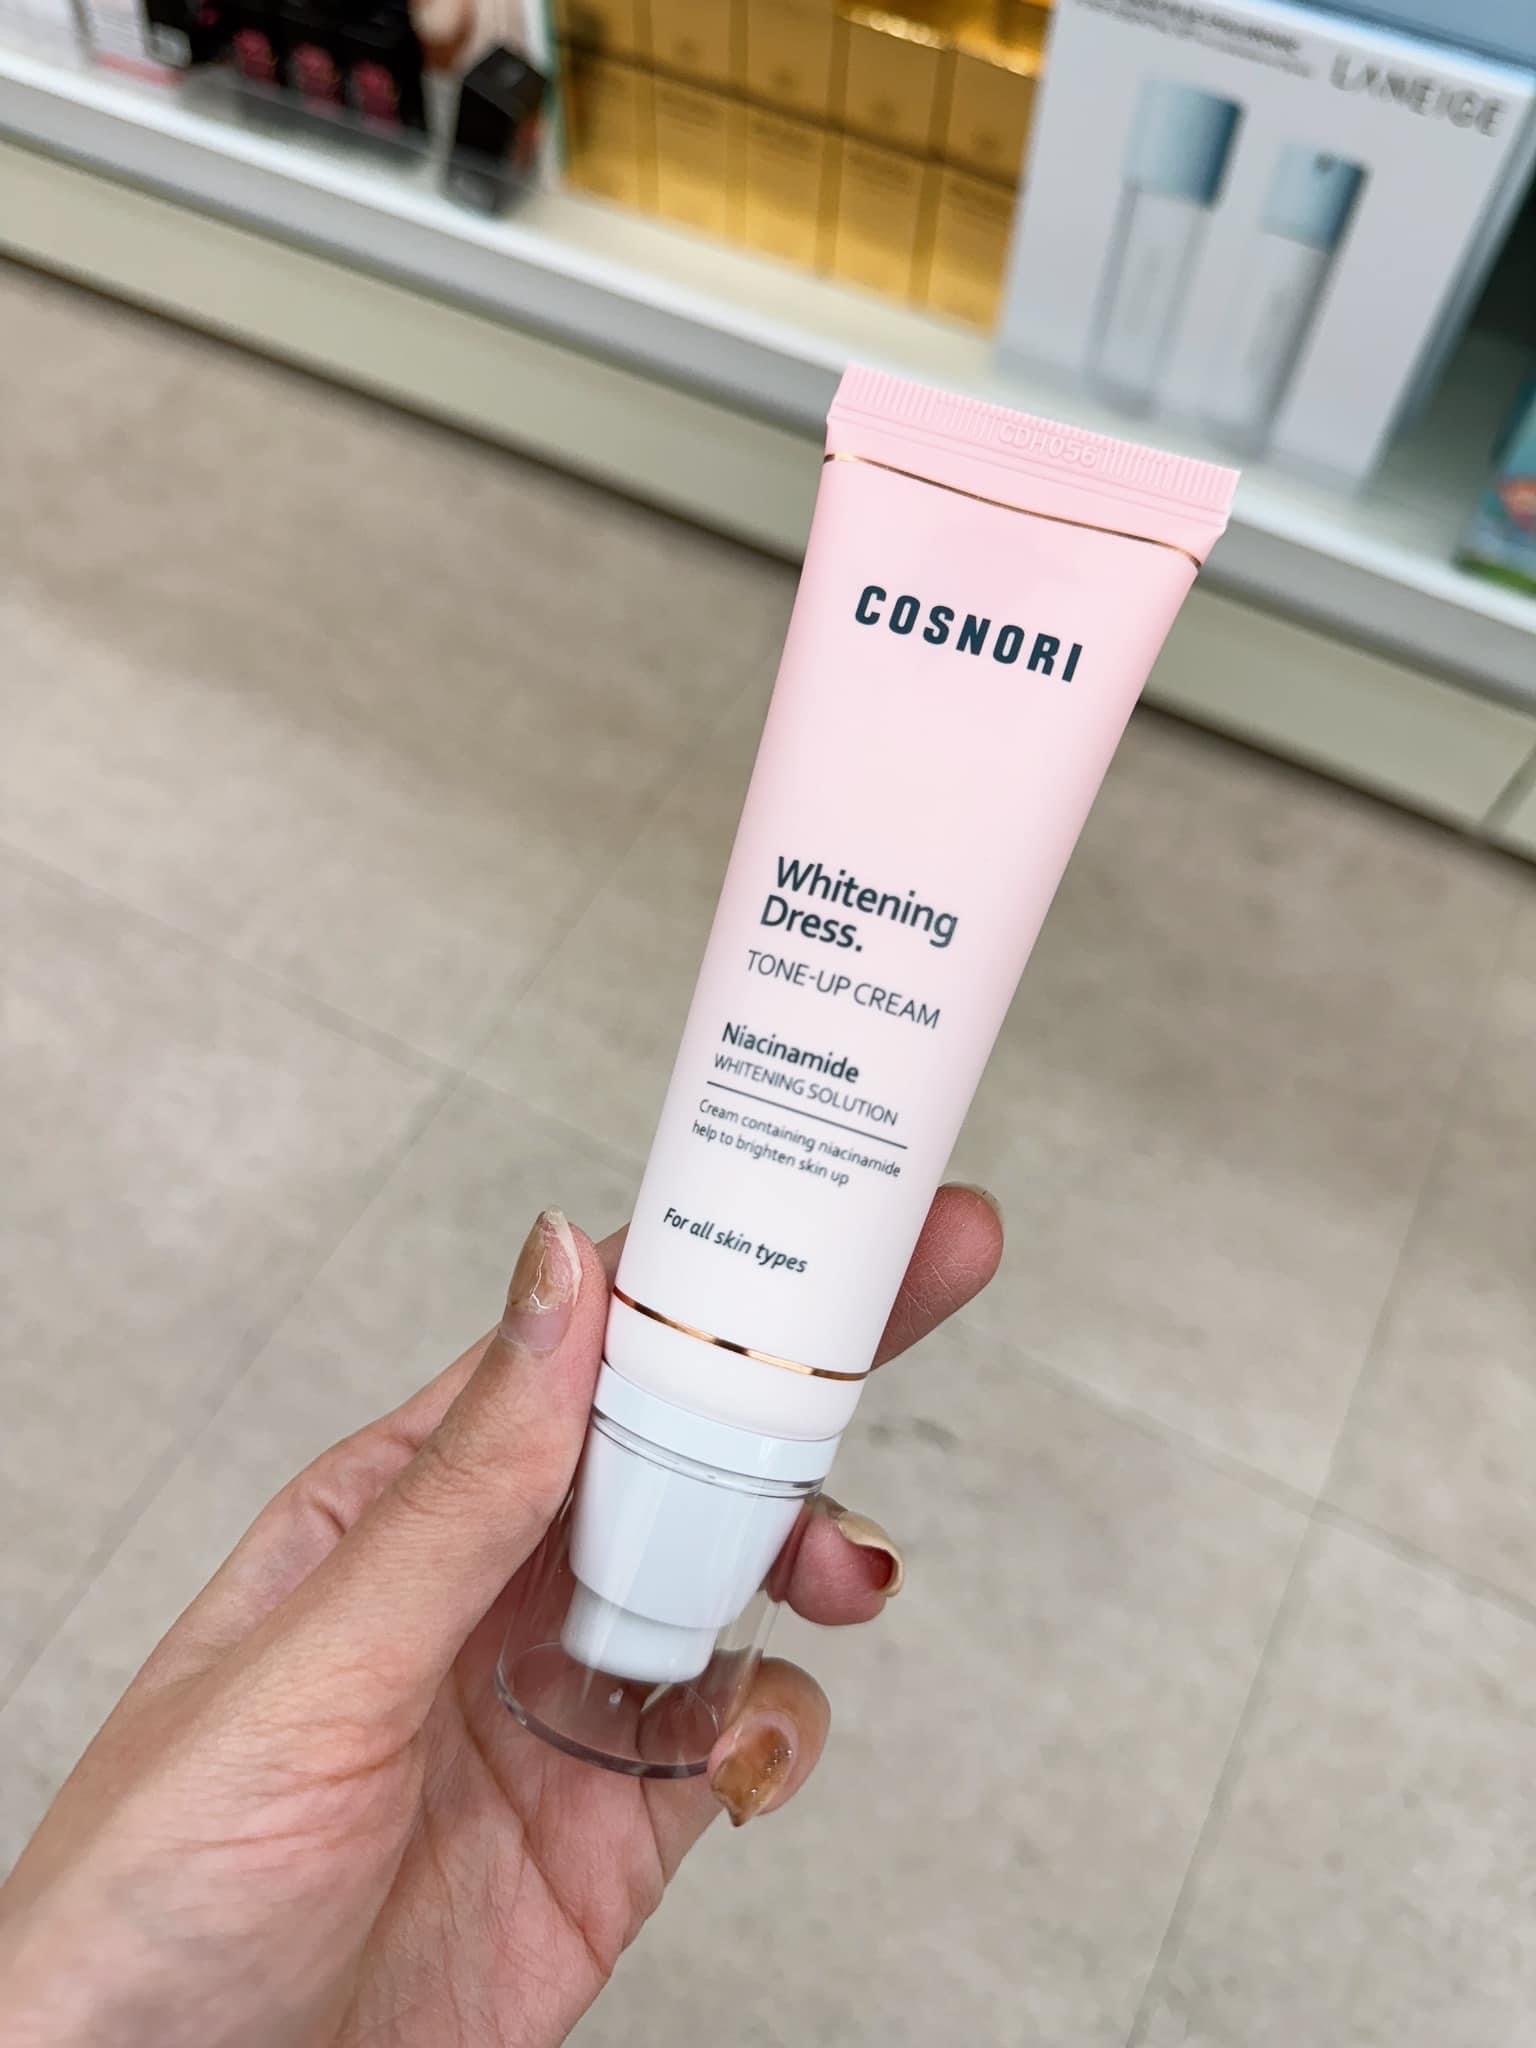 LANEIGE
CDH056
COSNORI
Whitening
Dress.
TONE-UP CREAM
Niacinamide
WHITENING SOLUTION
Cream containing niacinamide
help to brighten skin up
For all skin types